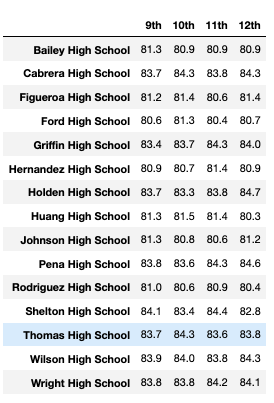 9th 10th 11th 12th
Bailey High School 81.3 80.9 80.9 80.9
Cabrera High School 83.7 84.3 83.8 84.3
Figueroa High School 81.2 81.4 80.6 81.4
Ford High School 80.6 81.3 80.4 80.7
Griffin High School 83.4 83.7 84.3 84.0
Hernandez High School 80.9 80.7 81.4 80.9
Holden High School 83.7 83.3 83.8 84.7
Huang High School 81.3 81.5 81.4 80.3
Johnson High School 81.3 80.8 80.6 81.2
Pena High School 83.8 83.6 84.3 84.6
Rodriguez High School 81.0 80.6 80.9 80.4
Shelton High School 84.1 83.4 84.4 82.8
Thomas High School 83.7 84.3 83.6 83.8
Wilson High School 83.9 84.0 83.8 84.3
Wright High School 83.8 83.8 84.2 84.1